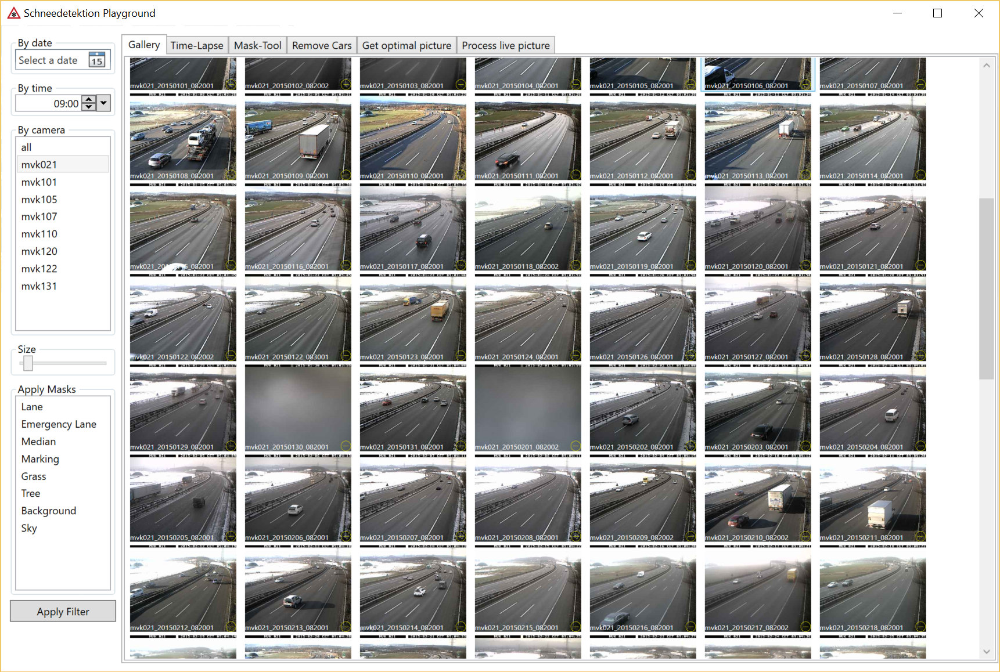 Schneedetektion Playground
By date
Select a date
15
By time
09:00
By camera
all
mvk021
mvk101
mvk105
mvk107
mvk110
mvk120
mvk122
mvk131
Size
Apply Masks
Lane
Emergency Lane
Median
Marking
Grass
Tree
Background
Sky
Apply Filter
Gallery Time-Lapse Mask-Tool Remove Cars Get optimal picture Process live picture
mvk021_20150101_082001 mvk021_20150102_082002 mvk021_20150103_082001 mvk021_20150104_082001 mvk021_20150105_082001 mvk021_20150106_082001 mvk021_20150107_082001
mvk021_20150108_082001 mvk021_20150109_082001 mvk021_20150110_082001 mvk021_20150111_082001 mvk021_20150112_082001 mvk021_20150113_082001 mvk021_20150114_082001
mvk021_20150116_082001 mvk021_20150117_082001 mvk021_20150118_082002 mvk021_20150119_082001 mvk021_20150120_082001 mvk021_20150121_082001
mvk021_20150122_082002 mvk021_20150122_083001 mvk021_20150123_082001 mvk021_20150124_082001 mvk021_20150126_082001 mvk021_20150127_082001 mvk021_20150128_082001
mvk021_20150129_082001 mvk021_20150130_082001 mvk021_20150131_082001 mvk021_20150201_082002 mvk021_20150202_082001 mvk021_20150203_082001 mvk021_20150204_082001
mvk021_20150205_082001 mvk021_20150206_082001 mvk021_20150207_082001 mvk021_20150208_082001 mvk021_20150209_082002 mvk021_20150210_082002 mvk021_20150211_082001
mvk021_20150212_082001 mvk021_20150213_082001 mvk021_20150214_082001 mvk021_20150215_082001 mvk021_20150216_082001 mvk021_20150217_082002 mvk021_20150218_082001